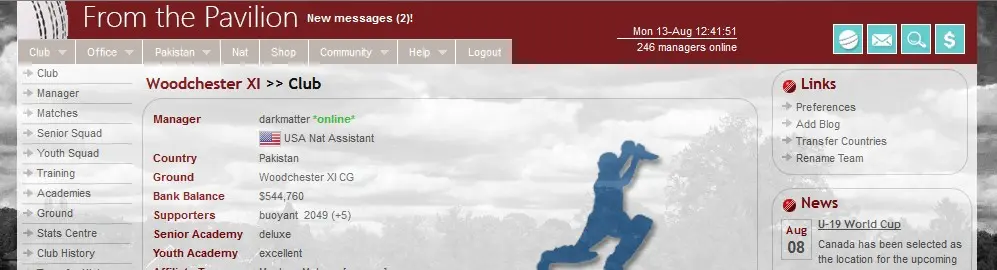 From the Pavilion New messages (2)!
Mon 13-Aug 12:41:51
246 managers online
Club Office Pakistan Nat Shop Community Help Logout
Club
Manager
Matches
Senior Squad
Youth Squad
Training
Academies
Ground
Stats Centre
Club History
Woodchester XI >> Club
Manager darkmatter *online*
USA Nat Assistant
Country Pakistan
Ground Woodchester XI CG
Bank Balance $544,760
Supporters buoyant 2049 (+5)
Senior Academy deluxe
Youth Academy excellent
Links
Preferences
Add Blog
Transfer Countries
Rename Team
News
Aug
08
U-19 World Cup
Canada has been selected as
the location for the upcoming